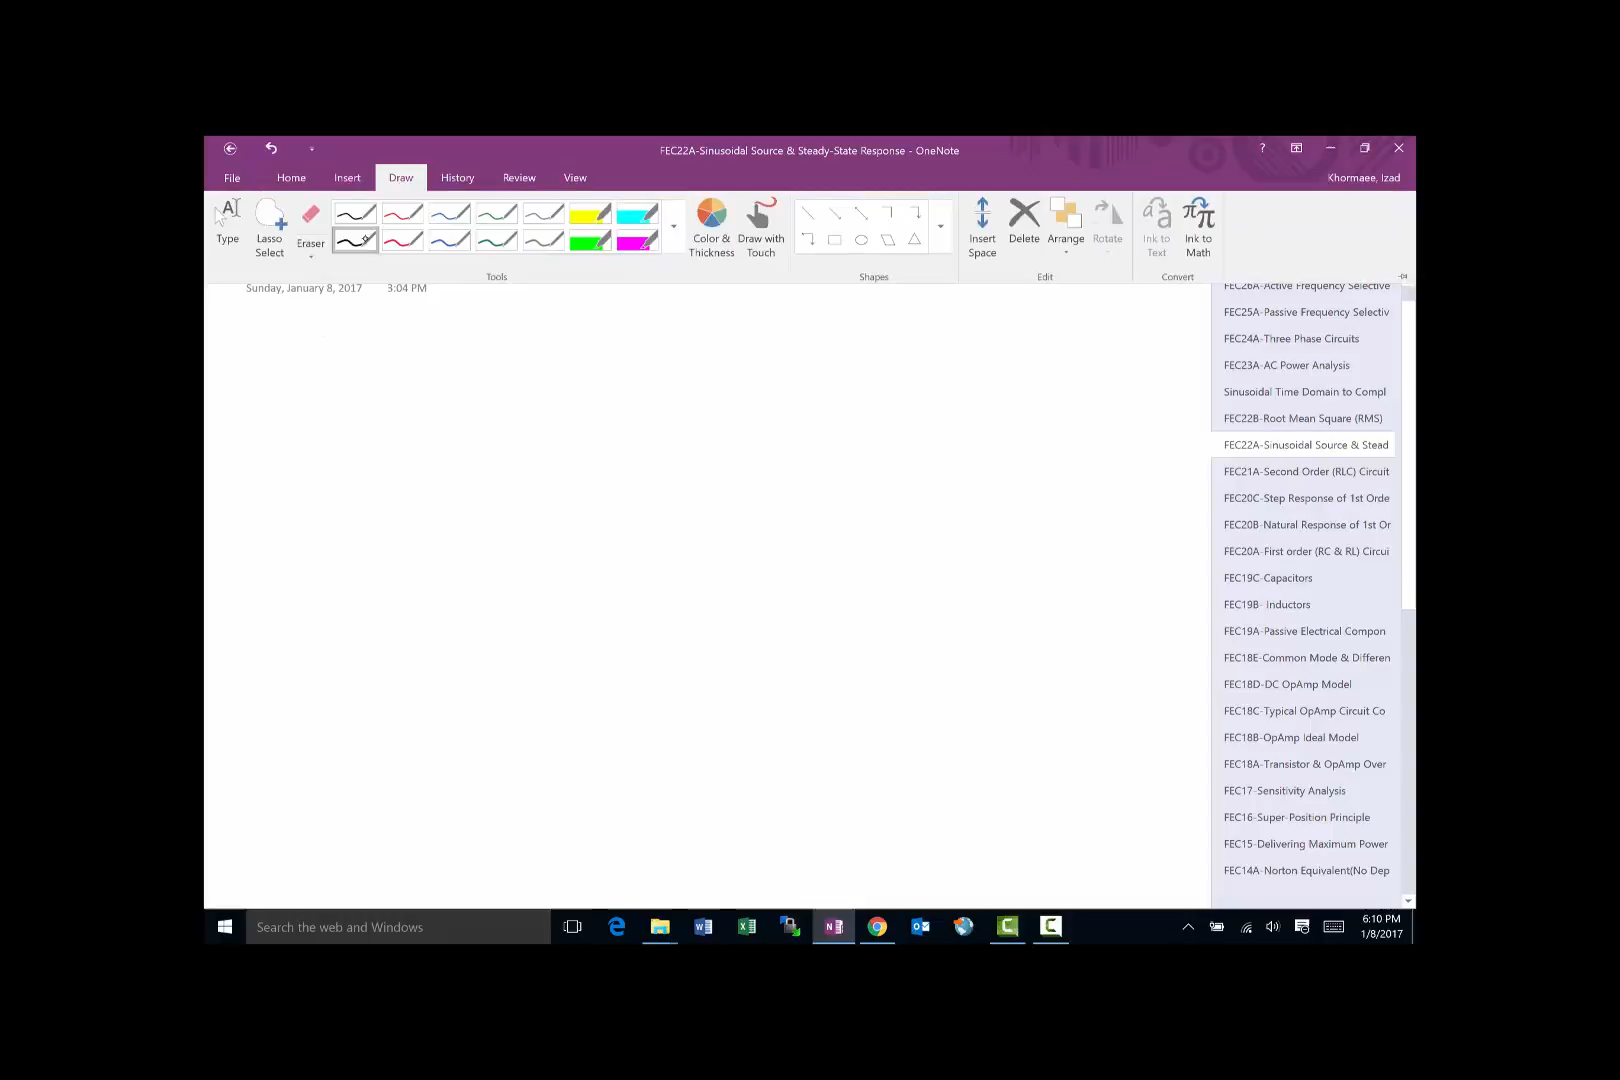 FEC22A-Sinusoidal Source & Steady-State Response - OneNote
?
File Home Insert Draw History Review View
Khormaee, Izad
Type
Lasso Select
Eraser
Color & Thickness
Draw with Touch
Insert Space
Delete
Arrange
Rotate
Ink to Text
Ink to Math
Tools
Shapes
Edit
Convert
Sunday, January 8, 2017 3:04 PM
FEC26A-Active Frequency Selective
FEC25A-Passive Frequency Selectiv
FEC24A-Three Phase Circuits
FEC23A-AC Power Analysis
Sinusoidal Time Domain to Compl
FEC22B-Root Mean Square (RMS)
FEC22A-Sinusoidal Source & Stead
FEC21A-Second Order (RLC) Circuit
FEC20C-Step Response of 1st Orde
FEC20B-Natural Response of 1st Or
FEC20A-First order (RC & RL) Circui
FEC19C-Capacitors
FEC19B- Inductors
FEC19A-Passive Electrical Compon
FEC18E-Common Mode & Differen
FEC18D-DC OpAmp Model
FEC18C-Typical OpAmp Circuit Co
FEC18B-OpAmp Ideal Model
FEC18A-Transistor & OpAmp Over
FEC17-Sensitivity Analysis
FEC16-Super-Position Principle
FEC15-Delivering Maximum Power
FEC14A-Norton Equivalent(No Dep
Search the web and Windows
6:10 PM
1/8/2017